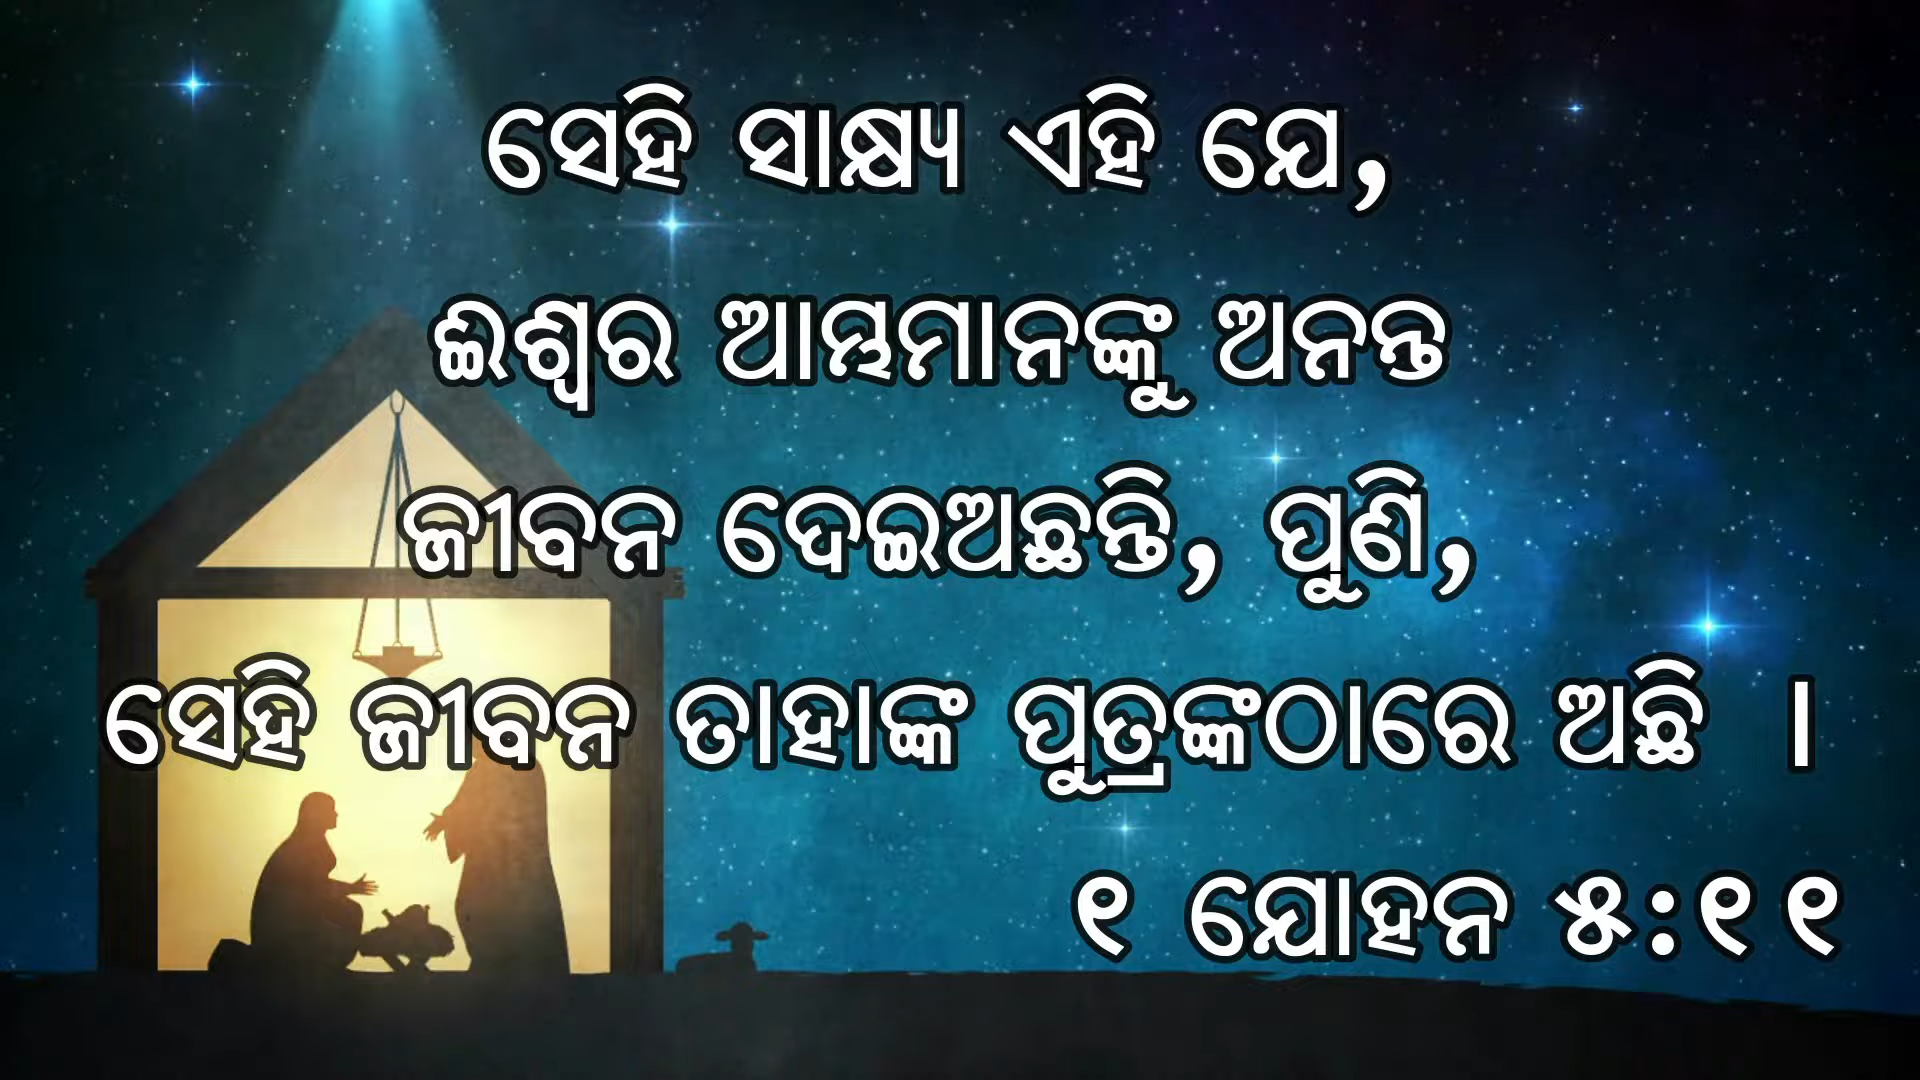 ସେହି ସାକ୍ଷ୍ୟ ଏହି ଯେ,
ଈଶ୍ୱର ଆମ୍ଭମାନଙ୍କୁ ଅନନ୍ତ
ଜୀବନ ଦେଇଅଛନ୍ତି, ପୁଣି,
ସେହି ଜୀବନ ତାହାଙ୍କ ପୁତ୍ରଙ୍କଠାରେ ଅଛି ।
୧ ଯୋହନ ୫:୧୧